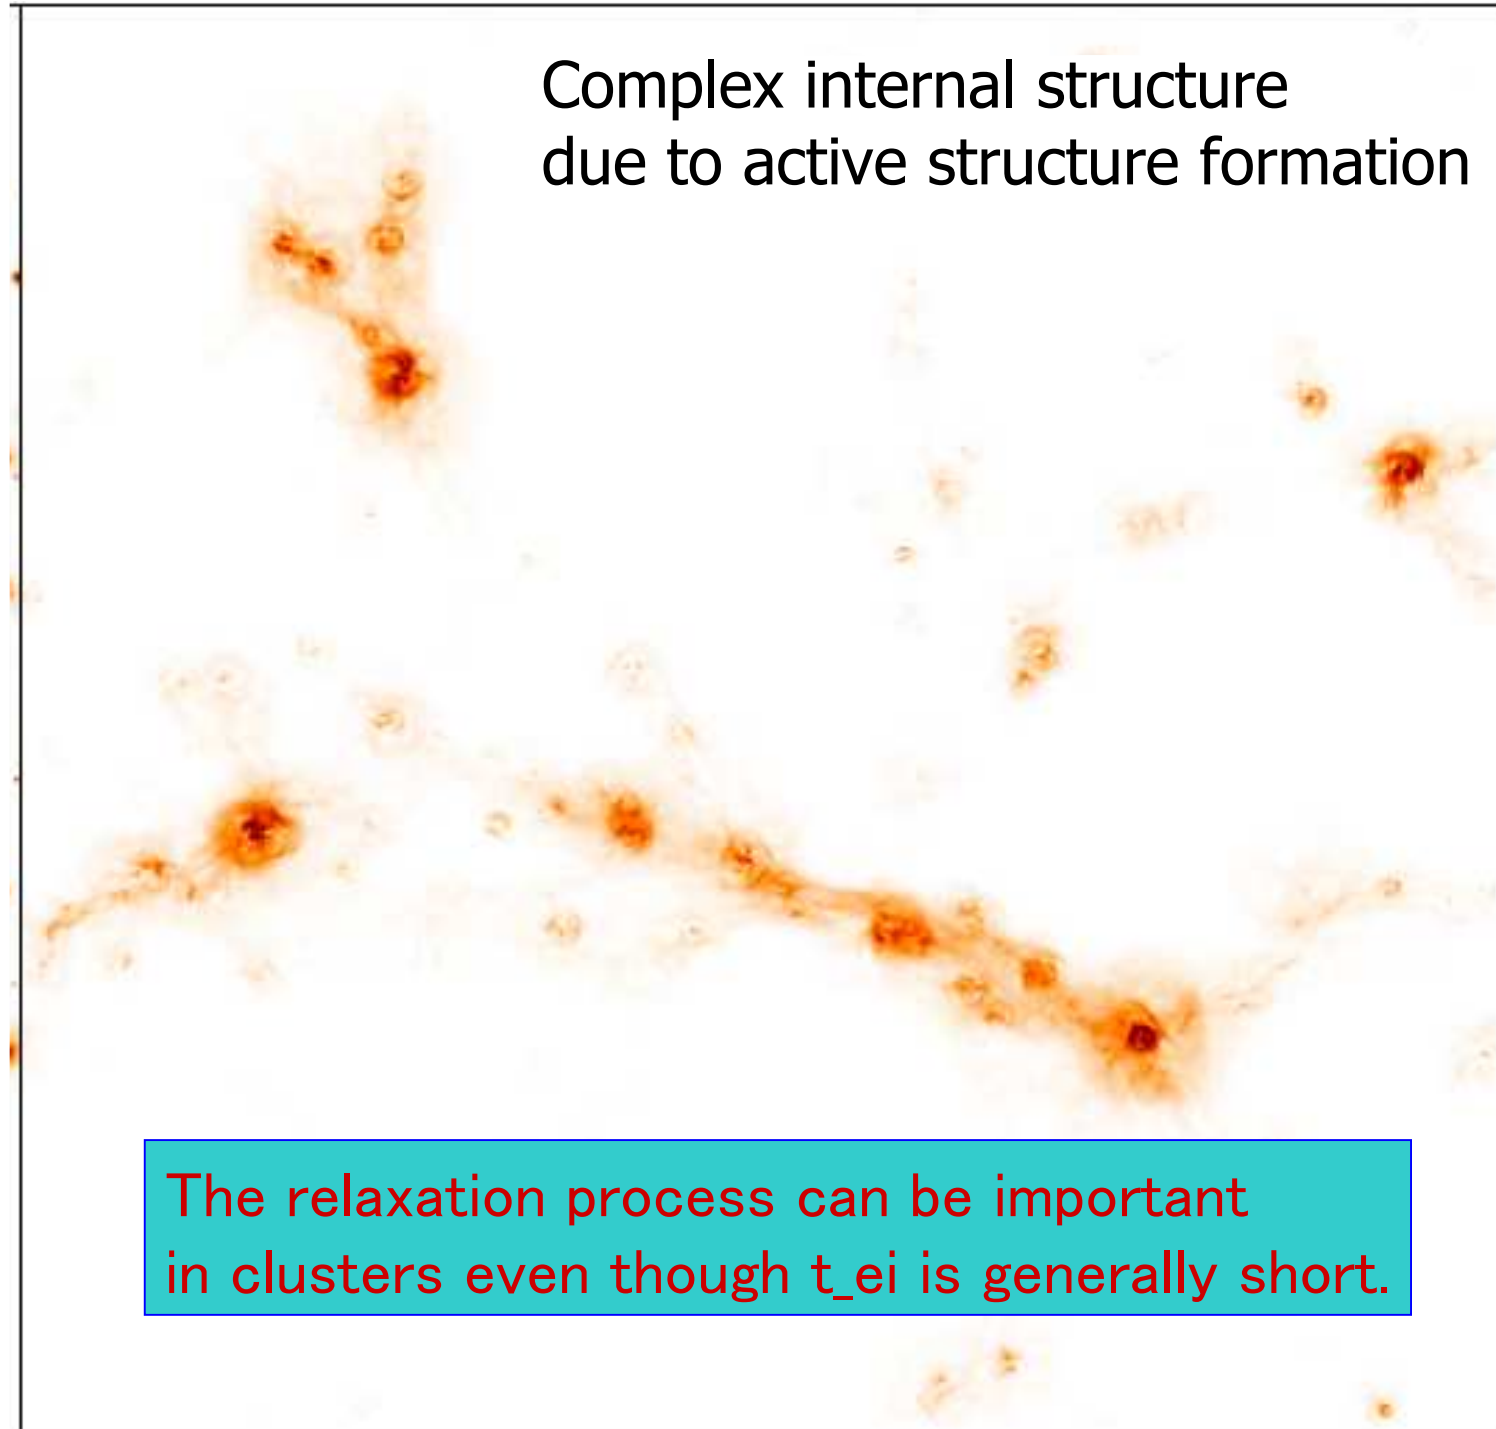 Complex internal structure
due to active structure formation
The relaxation process can be important
in clusters even though t_ei is generally short.